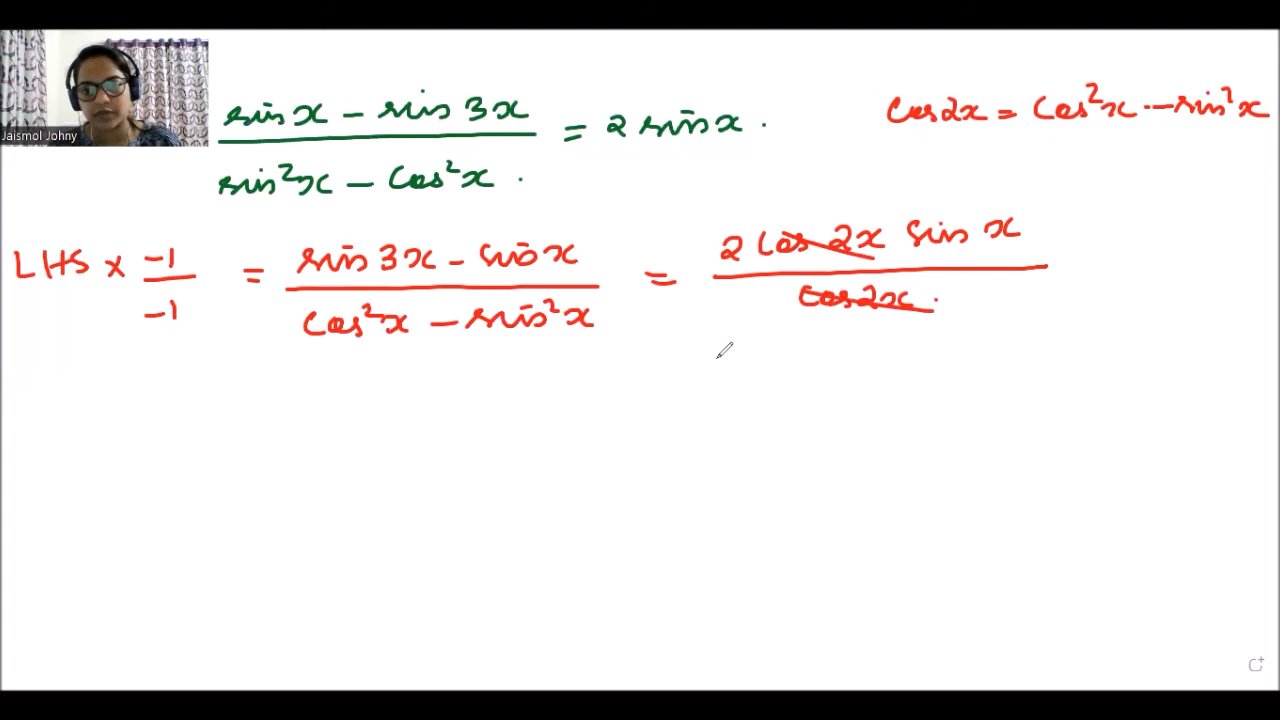 sin x - sin 3x / sin²x - cos²x . = 2 sin x .
cos 2x = cos²x - sin²x
LHS × -1/-1 = sin 3x - sin x / cos²x - sin²x = 2 cos 2x sin x / cos 2x .
Jaismol Johny